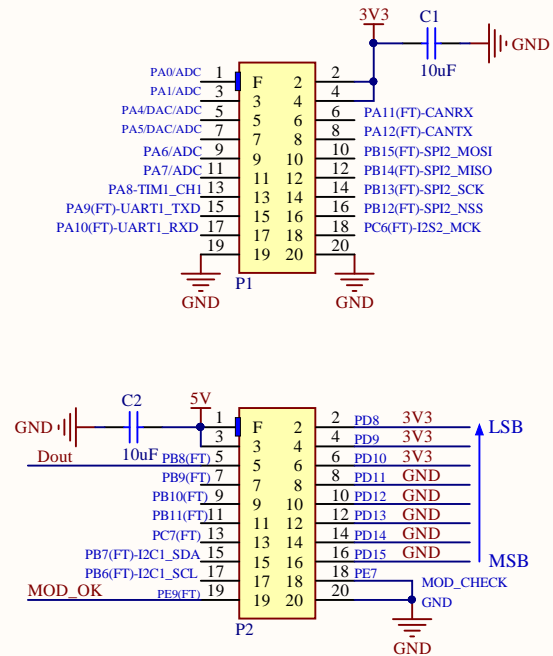 3V3
C1
10uF
GND
PA0/ADC 1 F 2 2
PA1/ADC 3 3 4 4
PA4/DAC/ADC 5 5 6 6 PA11(FT)-CANRX
PA5/DAC/ADC 7 7 8 8 PA12(FT)-CANTX
PA6/ADC 9 9 10 10 PB15(FT)-SPI2_MOSI
PA7/ADC 11 11 12 12 PB14(FT)-SPI2_MISO
PA8-TIM1_CH1 13 13 14 14 PB13(FT)-SPI2_SCK
PA9(FT)-UART1_TXD 15 15 16 16 PB12(FT)-SPI2_NSS
PA10(FT)-UART1_RXD 17 17 18 18 PC6(FT)-I2S2_MCK
19 19 20 20
P1
GND GND
C2
5V
GND
10uF
1 F 2 2 PD8 3V3 LSB
3 3 4 4 PD9 3V3
Dout PB8(FT) 5 5 6 6 PD10 3V3
PB9(FT) 7 7 8 8 PD11 GND
PB10(FT) 9 9 10 10 PD12 GND
PB11(FT) 11 11 12 12 PD13 GND
PC7(FT) 13 13 14 14 PD14 GND
PB7(FT)-I2C1_SDA 15 15 16 16 PD15 GND MSB
PB6(FT)-I2C1_SCL 17 17 18 18 PE7 MOD_CHECK
MOD_OK PE9(FT) 19 19 20 20 GND
P2
GND